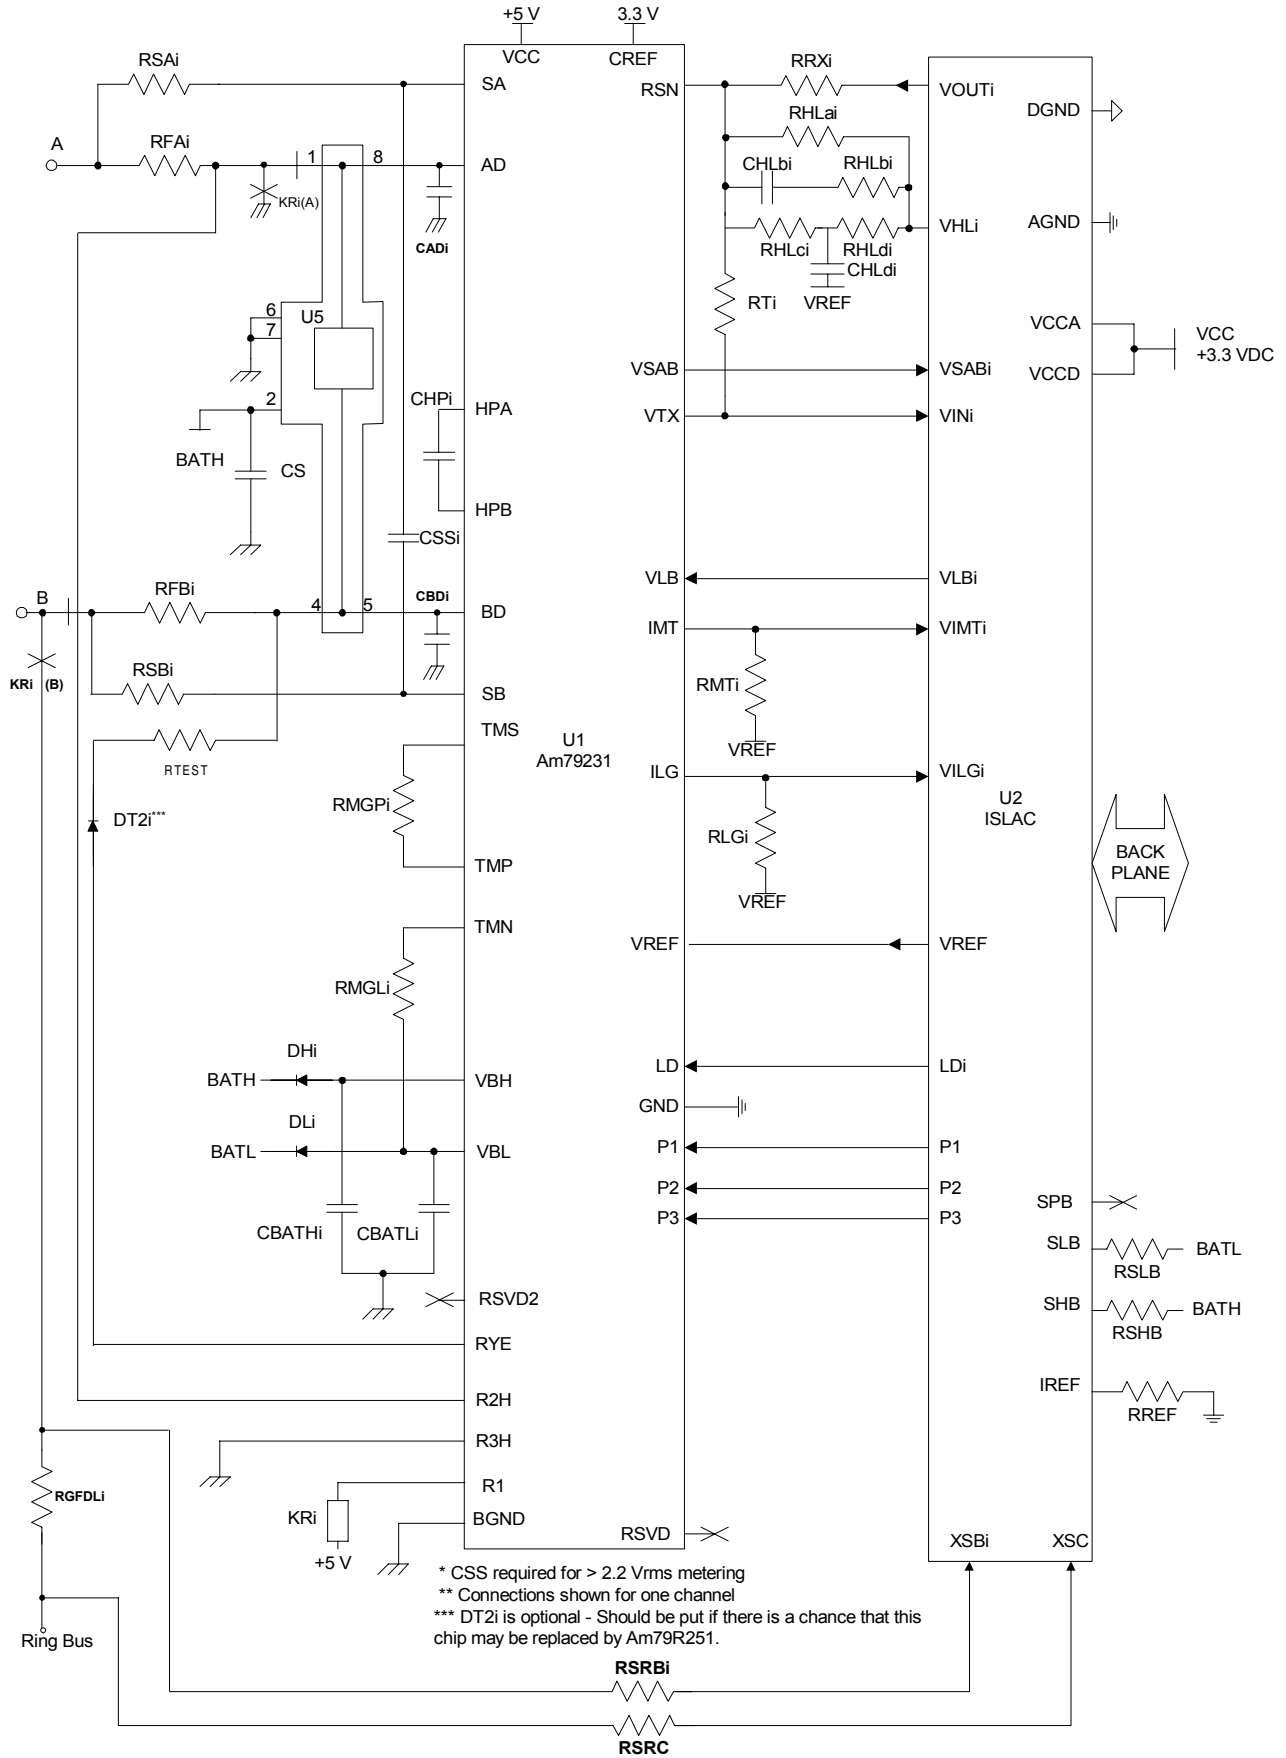 +5 V
3.3 V
VCC
CREF
RSAi
SA
RSN
RRXi
VOUTi
DGND
RHLai
A
RFAi
1
8
AD
CHLbi
RHLbi
KRi(A)
CADi
RHLci
RHLdi
VHLi
AGND
CHLdi
VREF
RTi
6
7
U5
VCCA
VCC
+3.3 VDC
VCCD
VSAB
VSABi
2
CHPi
HPA
VTX
VINi
BATH
CS
HPB
CSSi
VLB
VLBi
B
RFBi
4
5
CBDi
BD
IMT
VIMTi
KRi (B)
RSBi
SB
RMTi
TMS
U1
Am79231
VREF
RTEST
ILG
VILGi
U2
ISLAC
RMGPi
DT2i***
RLGi
BACK
PLANE
TMP
VREF
TMN
VREF
VREF
RMGLi
DHi
BATH
VBH
LD
LDi
GND
DLi
BATL
VBL
P1
P1
P2
P2
SPB
P3
P3
CBATHi
CBATLi
SLB
BATL
RSLB
RSVD2
SHB
BATH
RSHB
RYE
IREF
RREF
R2H
R3H
RGFDLi
R1
KRi
BGND
RSVD
XSBi
XSC
+5 V
* CSS required for > 2.2 Vrms metering
** Connections shown for one channel
*** DT2i is optional - Should be put if there is a chance that this
chip may be replaced by Am79R251.
Ring Bus
RSRBi
RSRC